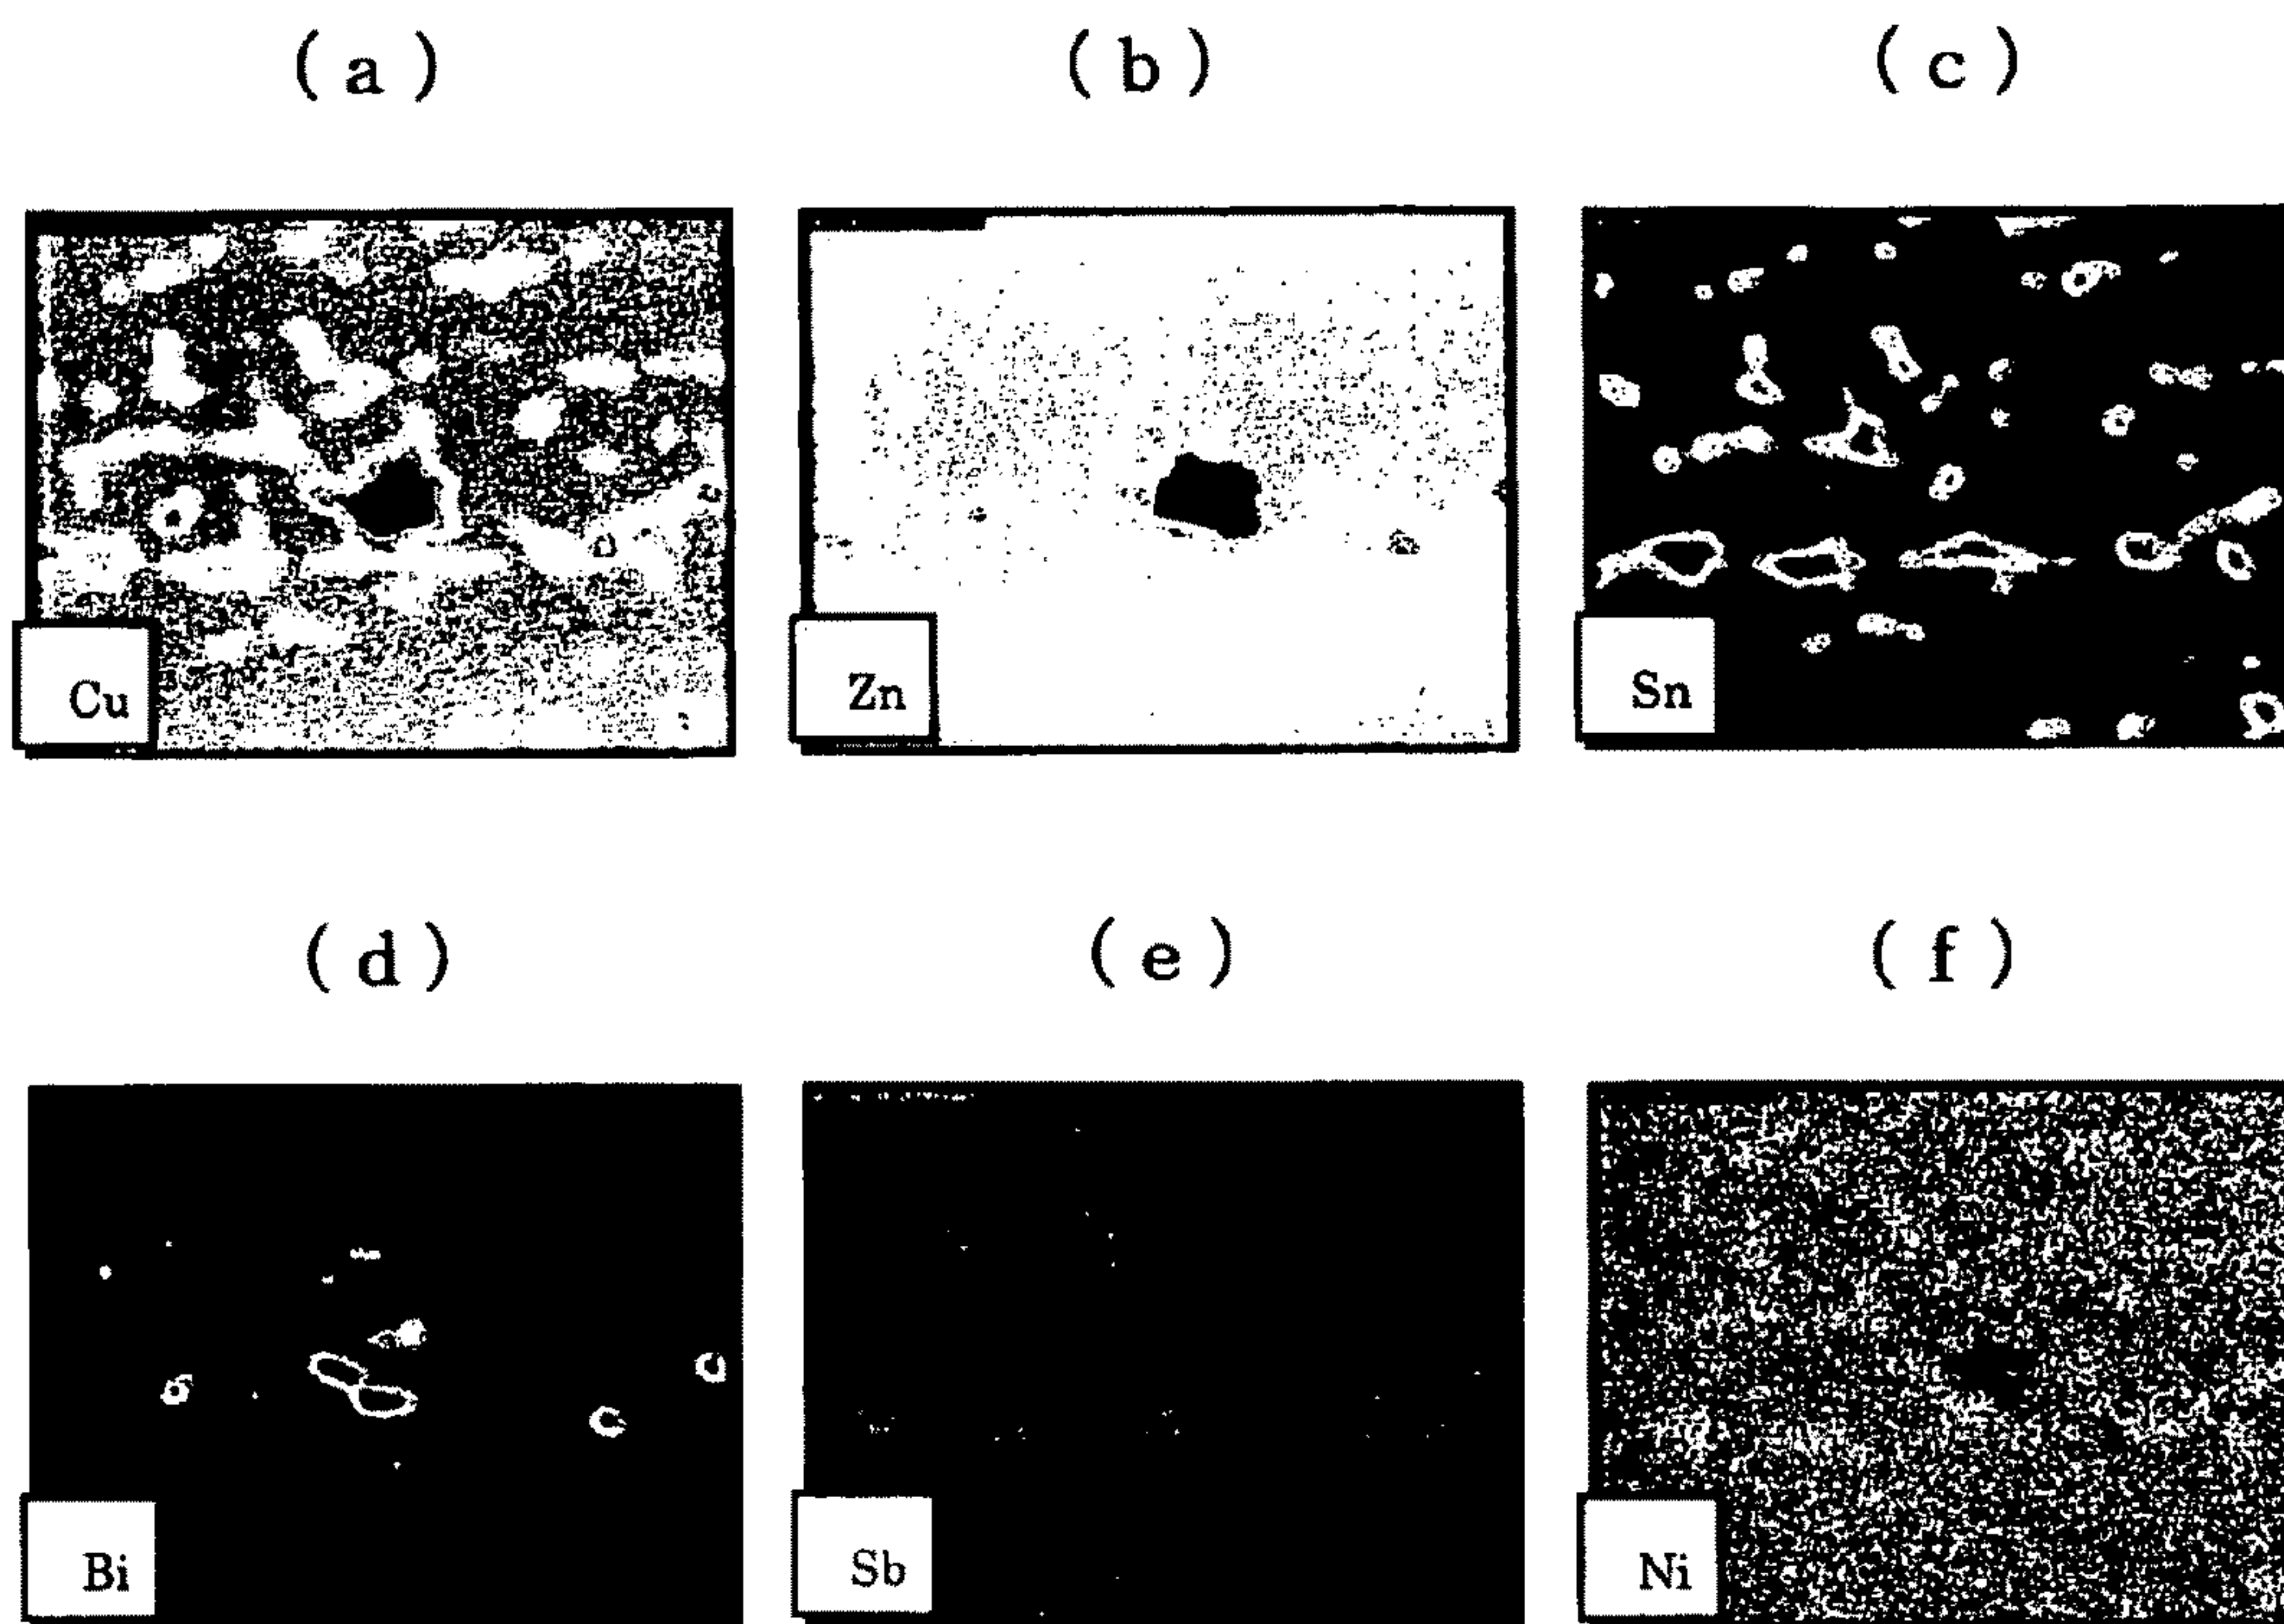 ( a )
( b )
( c )
Cu
Zn
Sn
( d )
( e )
( f )
Bi
Sb
Ni